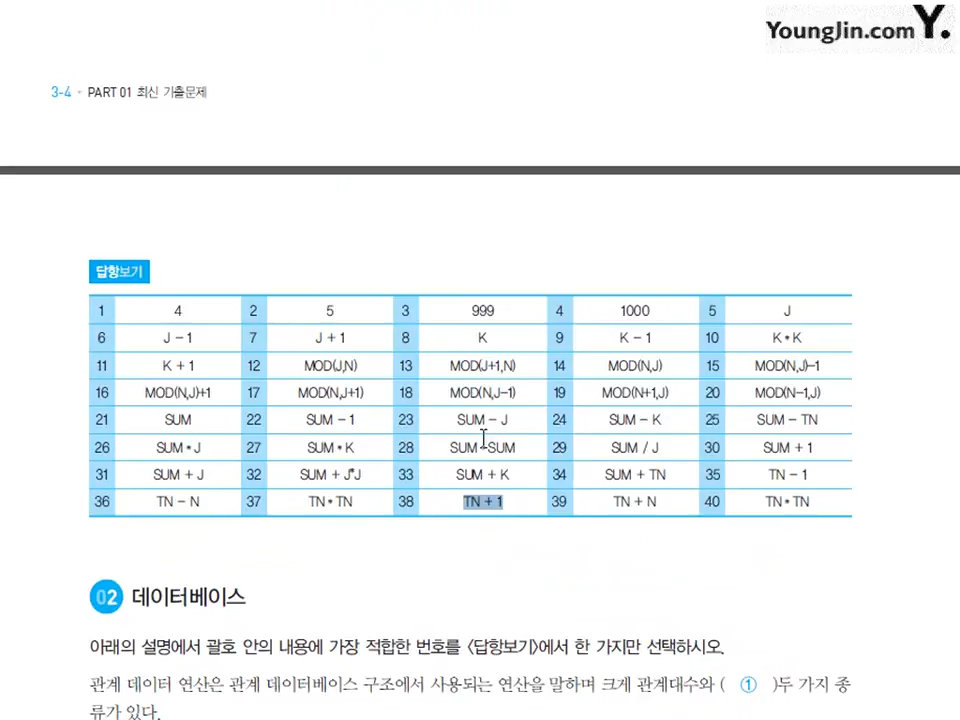 YoungJin.com Y.
3-4 • PART 01 최신 기출문제
답항보기
1 4 2 5 3 999 4 1000 5 J
6 J - 1 7 J + 1 8 K 9 K - 1 10 K * K
11 K + 1 12 MOD(J,N) 13 MOD(J+1,N) 14 MOD(N,J) 15 MOD(N,J)-1
16 MOD(N,J)+1 17 MOD(N,J+1) 18 MOD(N,J-1) 19 MOD(N+1,J) 20 MOD(N-1,J)
21 SUM 22 SUM - 1 23 SUM - J 24 SUM - K 25 SUM - TN
26 SUM * J 27 SUM * K 28 SUM * SUM 29 SUM / J 30 SUM + 1
31 SUM + J 32 SUM + J*J 33 SUM + K 34 SUM + TN 35 TN - 1
36 TN - N 37 TN * TN 38 TN + 1 39 TN + N 40 TN * TN
02 데이터베이스
아래의 설명에서 괄호 안의 내용에 가장 적합한 번호를 〈답항보기〉에서 한 가지만 선택하시오.
관계 데이터 연산은 관계 데이터베이스 구조에서 사용되는 연산을 말하며 크게 관계대수와 ( ① )두 가지 종
류가 있다.